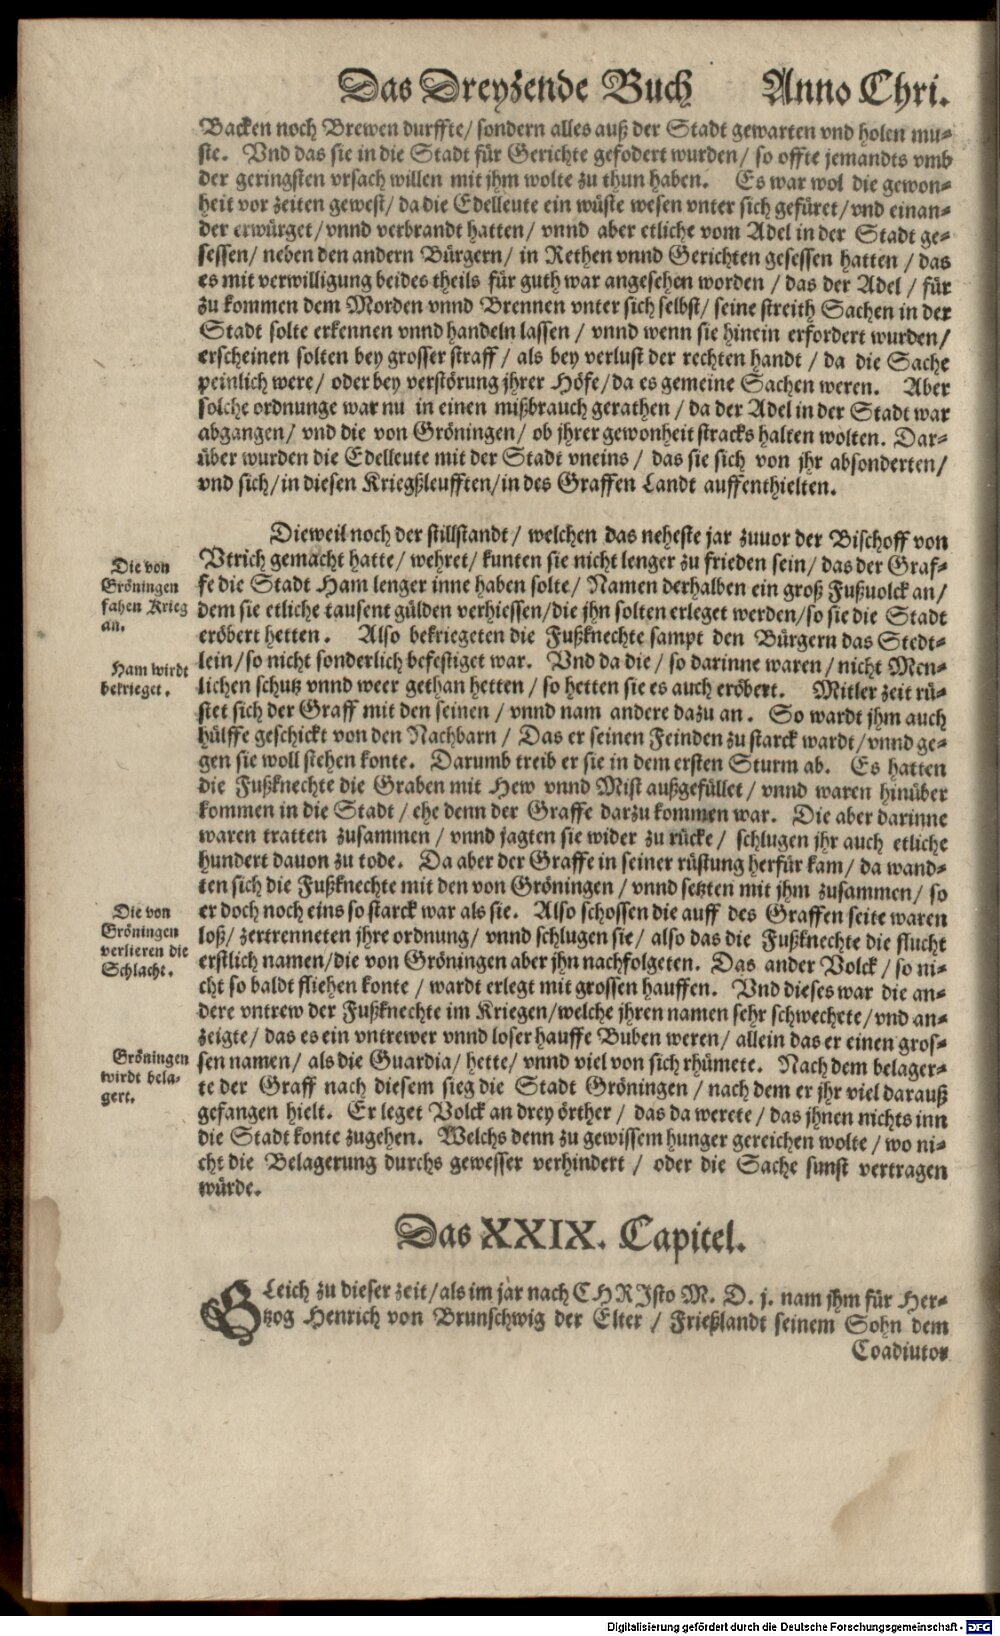 Das Dreyzende Buch Anno Chri.
Backen noch Brewen durffte/ sondern alles auß der Stadt gewarten vnd holen mu-
ste. Vnd das sie in die Stadt für Gerichte gefodert wurden/ so offte jemandts vmb
der geringsten vrsach willen mit jhm wolte zu thun haben. Es war wol die gewon-
heit vor zeiten gewest/ da die Edelleute ein wüste wesen vnter sich gefüret/ vnd einan-
der erwürget/ vnnd verbrandt hatten/ vnnd aber etliche vom Adel in der Stadt ge-
sessen/ neben den andern Bürgern/ in Rethen vnnd Gerichten gesessen hatten/ das
es mit verwilligung beides theils für guth war angesehen worden/ das der Adel/ für
zu kommen dem Morden vnnd Brennen vnter sich selbst/ seine streith Sachen in der
Stadt solte erkennen vnnd handeln lassen/ vnnd wenn sie hinein erfordert wurden/
erscheinen solten bey grosser straff/ als bey verlust der rechten handt/ da die Sache
peinlich were/ oder bey verstörung jhrer Höfe/ da es gemeine Sachen weren. Aber
solche ordnunge war nu in einen mißbrauch gerathen/ da der Adel in der Stadt war
abgangen/ vnd die von Gröningen/ ob jhrer gewonheit stracks halten wolten. Dar-
über wurden die Edelleute mit der Stadt vneins/ das sie sich von jhr absonderten/
vnd sich/ in diesen Kriegßleufften/ in des Graffen Landt auffenthielten.
Dieweil noch der stillstandt/ welchen das neheste jar zuuor der Bischoff von
Vtrich gemacht hatte/ wehret/ kunten sie nicht lenger zu frieden sein/ das der Graf-
fe die Stadt Ham lenger inne haben solte/ Namen derhalben ein groß Fußuolck an/
dem sie etliche tausent gülden verhiessen/ die jhn solten erleget werden/ so sie die Stadt
eröbert hetten. Also bekriegeten die Fußknechte sampt den Bürgern das Stedt-
lein/ so nicht sonderlich befestiget war. Vnd da die/ so darinne waren/ nicht Men-
lichen schutz vnnd weer gethan hetten/ so hetten sie es auch eröbert. Mitler zeit rü-
stet sich der Graff mit den seinen/ vnnd nam andere dazu an. So wardt jhm auch
hülffe geschickt von den Nachbarn/ Das er seinen Feinden zu starck wardt/ vnnd ge-
gen sie woll stehen konte. Darumb treib er sie in dem ersten Sturm ab. Es hatten
die Fußknechte die Graben mit Hew vnnd Mist außgefüllet/ vnnd waren hinüber
kommen in die Stadt/ ehe denn der Graffe darzu kommen war. Die aber darinne
waren tratten zusammen/ vnnd jagten sie wider zu rücke/ schlugen jhr auch etliche
hundert dauon zu tode. Da aber der Graffe in seiner rüstung herfür kam/ da wand-
ten sich die Fußknechte mit den von Gröningen/ vnnd setzten mit jhm zusammen/ so
er doch noch eins so starck war als sie. Also schossen die auff des Graffen seite waren
loß/ zertrenneten jhre ordnung/ vnnd schlugen sie/ also das die Fußknechte die flucht
erstlich namen/ die von Gröningen aber jhn nachfolgeten. Das ander Volck/ so ni-
cht so baldt fliehen konte/ wardt erlegt mit grossen hauffen. Vnd dieses war die an-
dere vntrew der Fußknechte im Kriegen/ welche jhren namen sehr schwechete/ vnd an-
zeigte/ das es ein vntrewer vnnd loser hauffe Buben weren/ allein das er einen gros-
sen namen/ als die Guardia/ hette/ vnnd viel von sich rhümete. Nach dem belager-
te der Graff nach diesem sieg die Stadt Gröningen/ nach dem er jhr viel darauß
gefangen hielt. Er leget Volck an drey örther/ das da werete/ das jhnen nichts inn
die Stadt konte zugehen. Welchs denn zu gewissem hunger gereichen wolte/ wo ni-
cht die Belagerung durchs gewesser verhindert/ oder die Sache sunst vertragen
würde.
Die von
Gröningen
fahen Krieg
an.
Ham wirdt
bekrieget.
Die von
Gröningen
verlieren die
Schlacht.
Gröningen
wirdt bela-
gert.
Das XXIX. Capitel.
GLeich zu dieser zeit/ als im jar nach CHRIsto M. D. j. nam jhm für Her-
tzog Henrich von Brunschwig der Elter/ Frießlandt seinem Sohn dem
Coadiutor
Digitalisierung gefördert durch die Deutsche Forschungsgemeinschaft - DFG